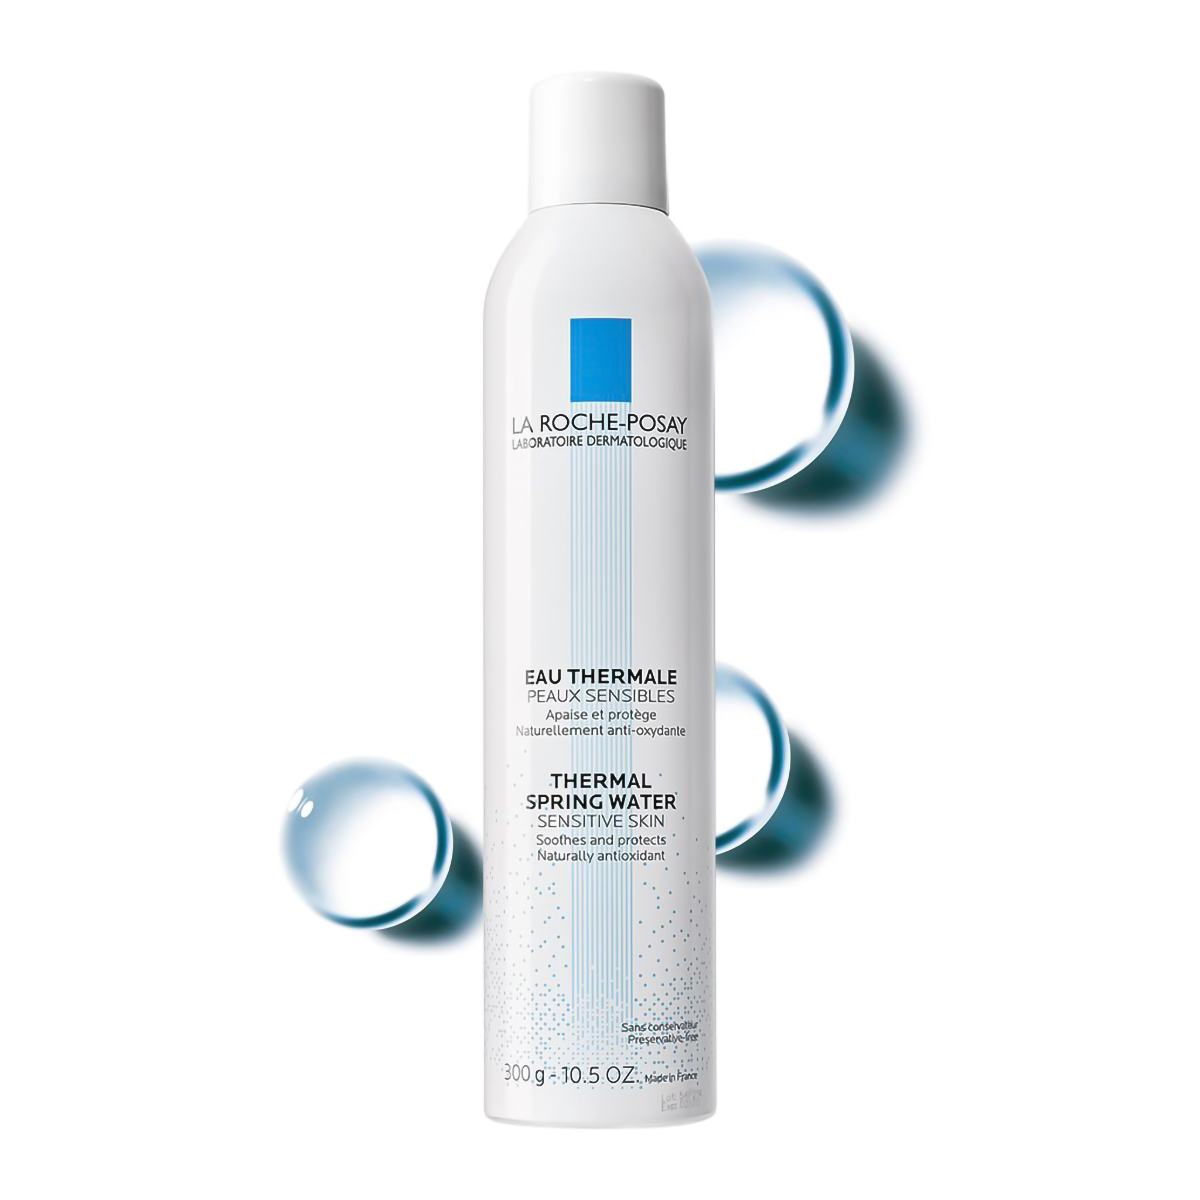 LA ROCHE-POSAY
LABORATOIRE DERMATOLOGIQUE
EAU THERMALE
PEAUX SENSIBLES
Apaise et protège
Naturellement anti-oxydante
THERMAL
SPRING WATER
SENSITIVE SKIN
Soothes and protects
Naturally antioxidant
Sans conservateur
Preservative-free
300 g - 10.5 OZ. Made in France
Lot: